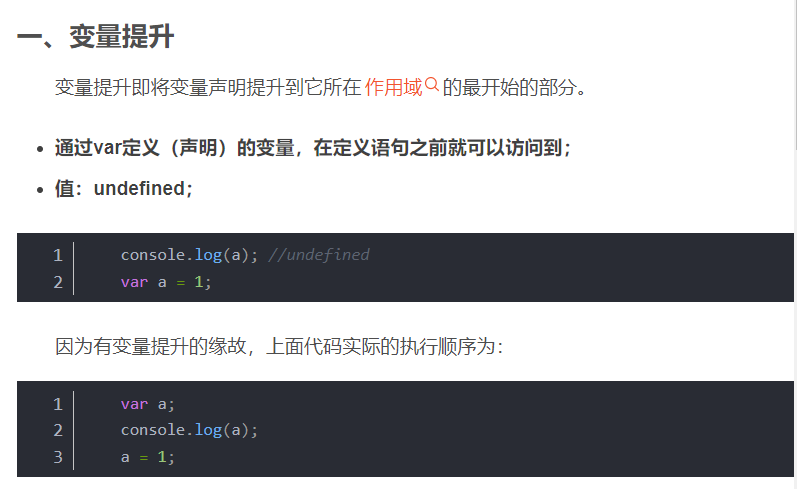 一、变量提升
变量提升即将变量声明提升到它所在 作用域 的最开始的部分。
通过var定义（声明）的变量，在定义语句之前就可以访问到；
值：undefined；
1 console.log(a); //undefined
2 var a = 1;
因为有变量提升的缘故，上面代码实际的执行顺序为：
1 var a;
2 console.log(a);
3 a = 1;